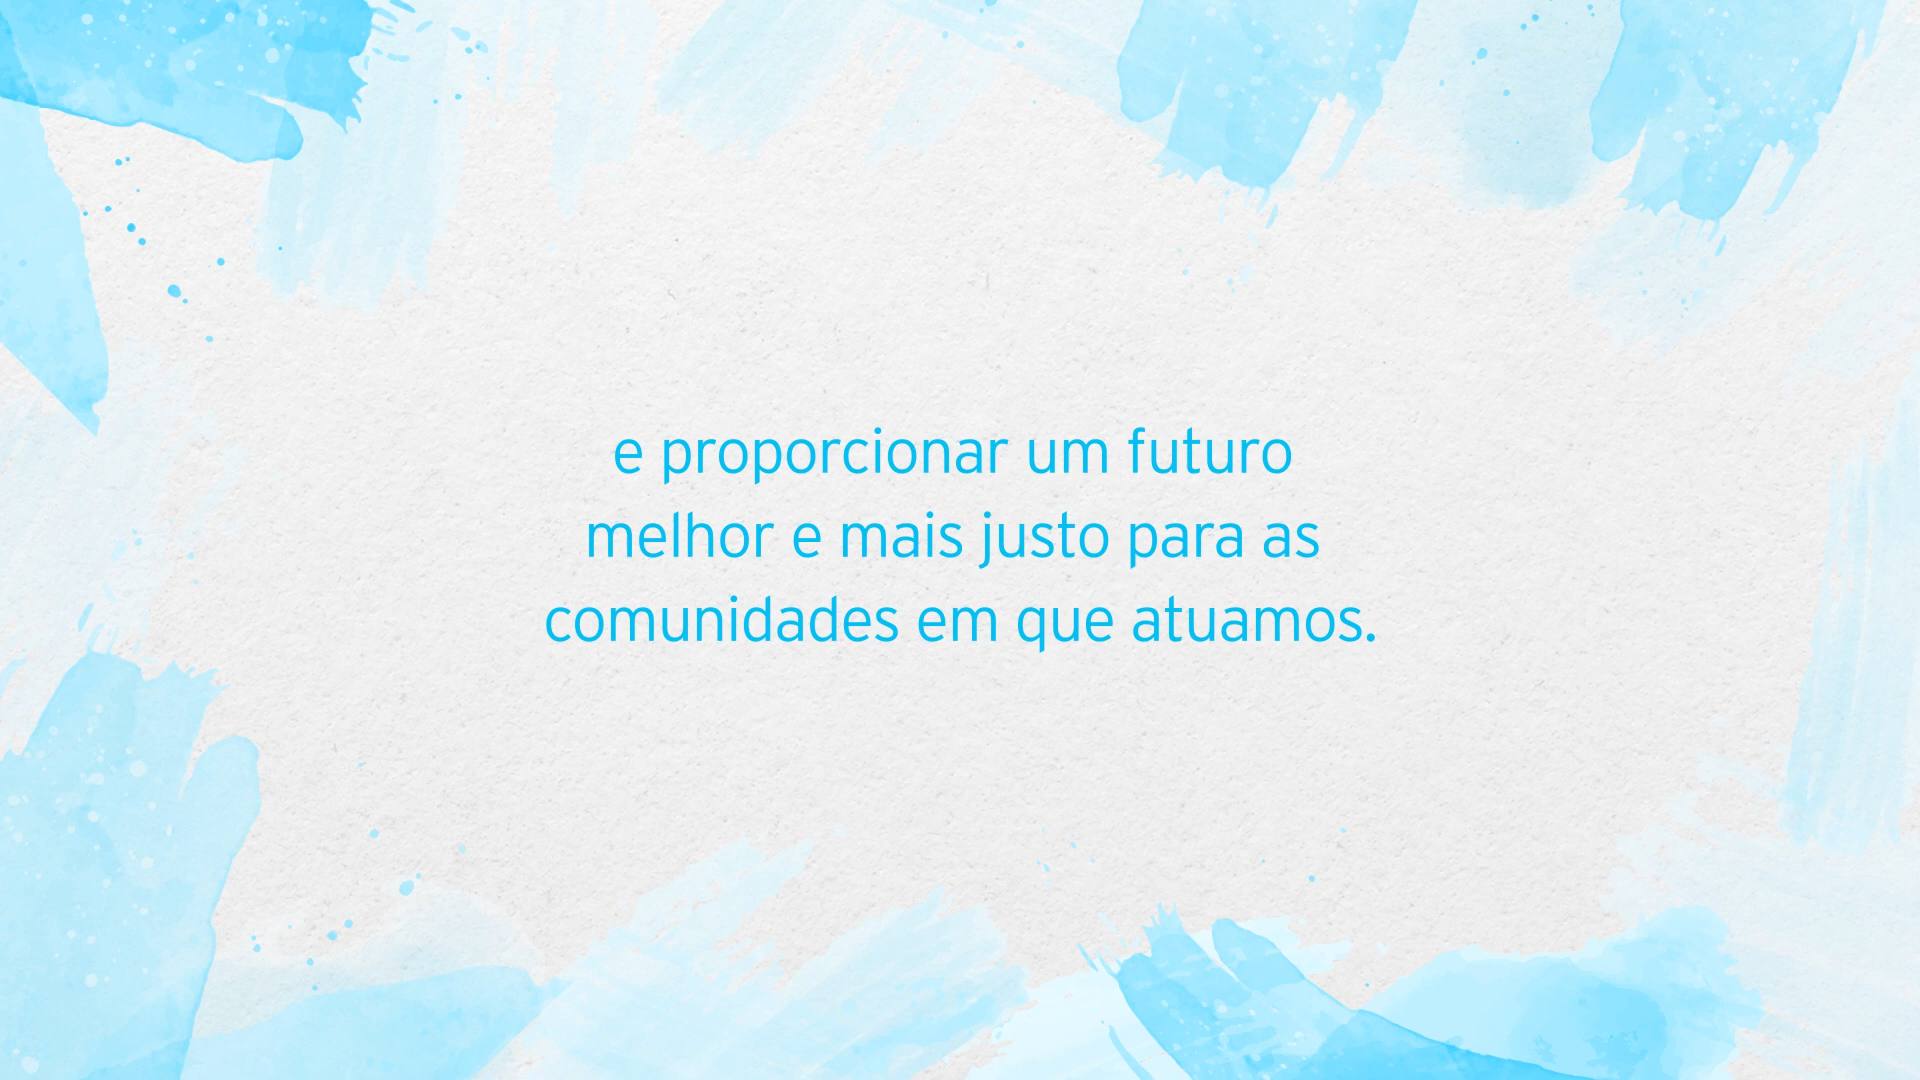 e proporcionar um futuro
melhor e mais justo para as
comunidades em que atuamos.